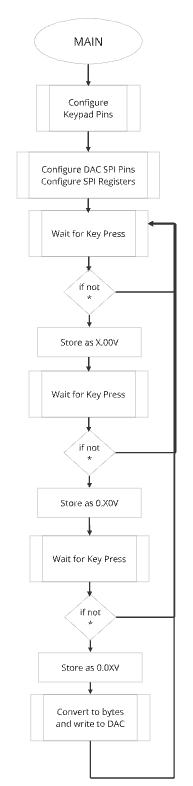 MAIN
Configure
Keypad Pins
Configure DAC SPI Pins
Configure SPI Registers
Wait for Key Press
if not
*
Store as X.00V
Wait for Key Press
if not
*
Store as 0.X0V
Wait for Key Press
if not
*
Store as 0.0XV
Convert to bytes
and write to DAC